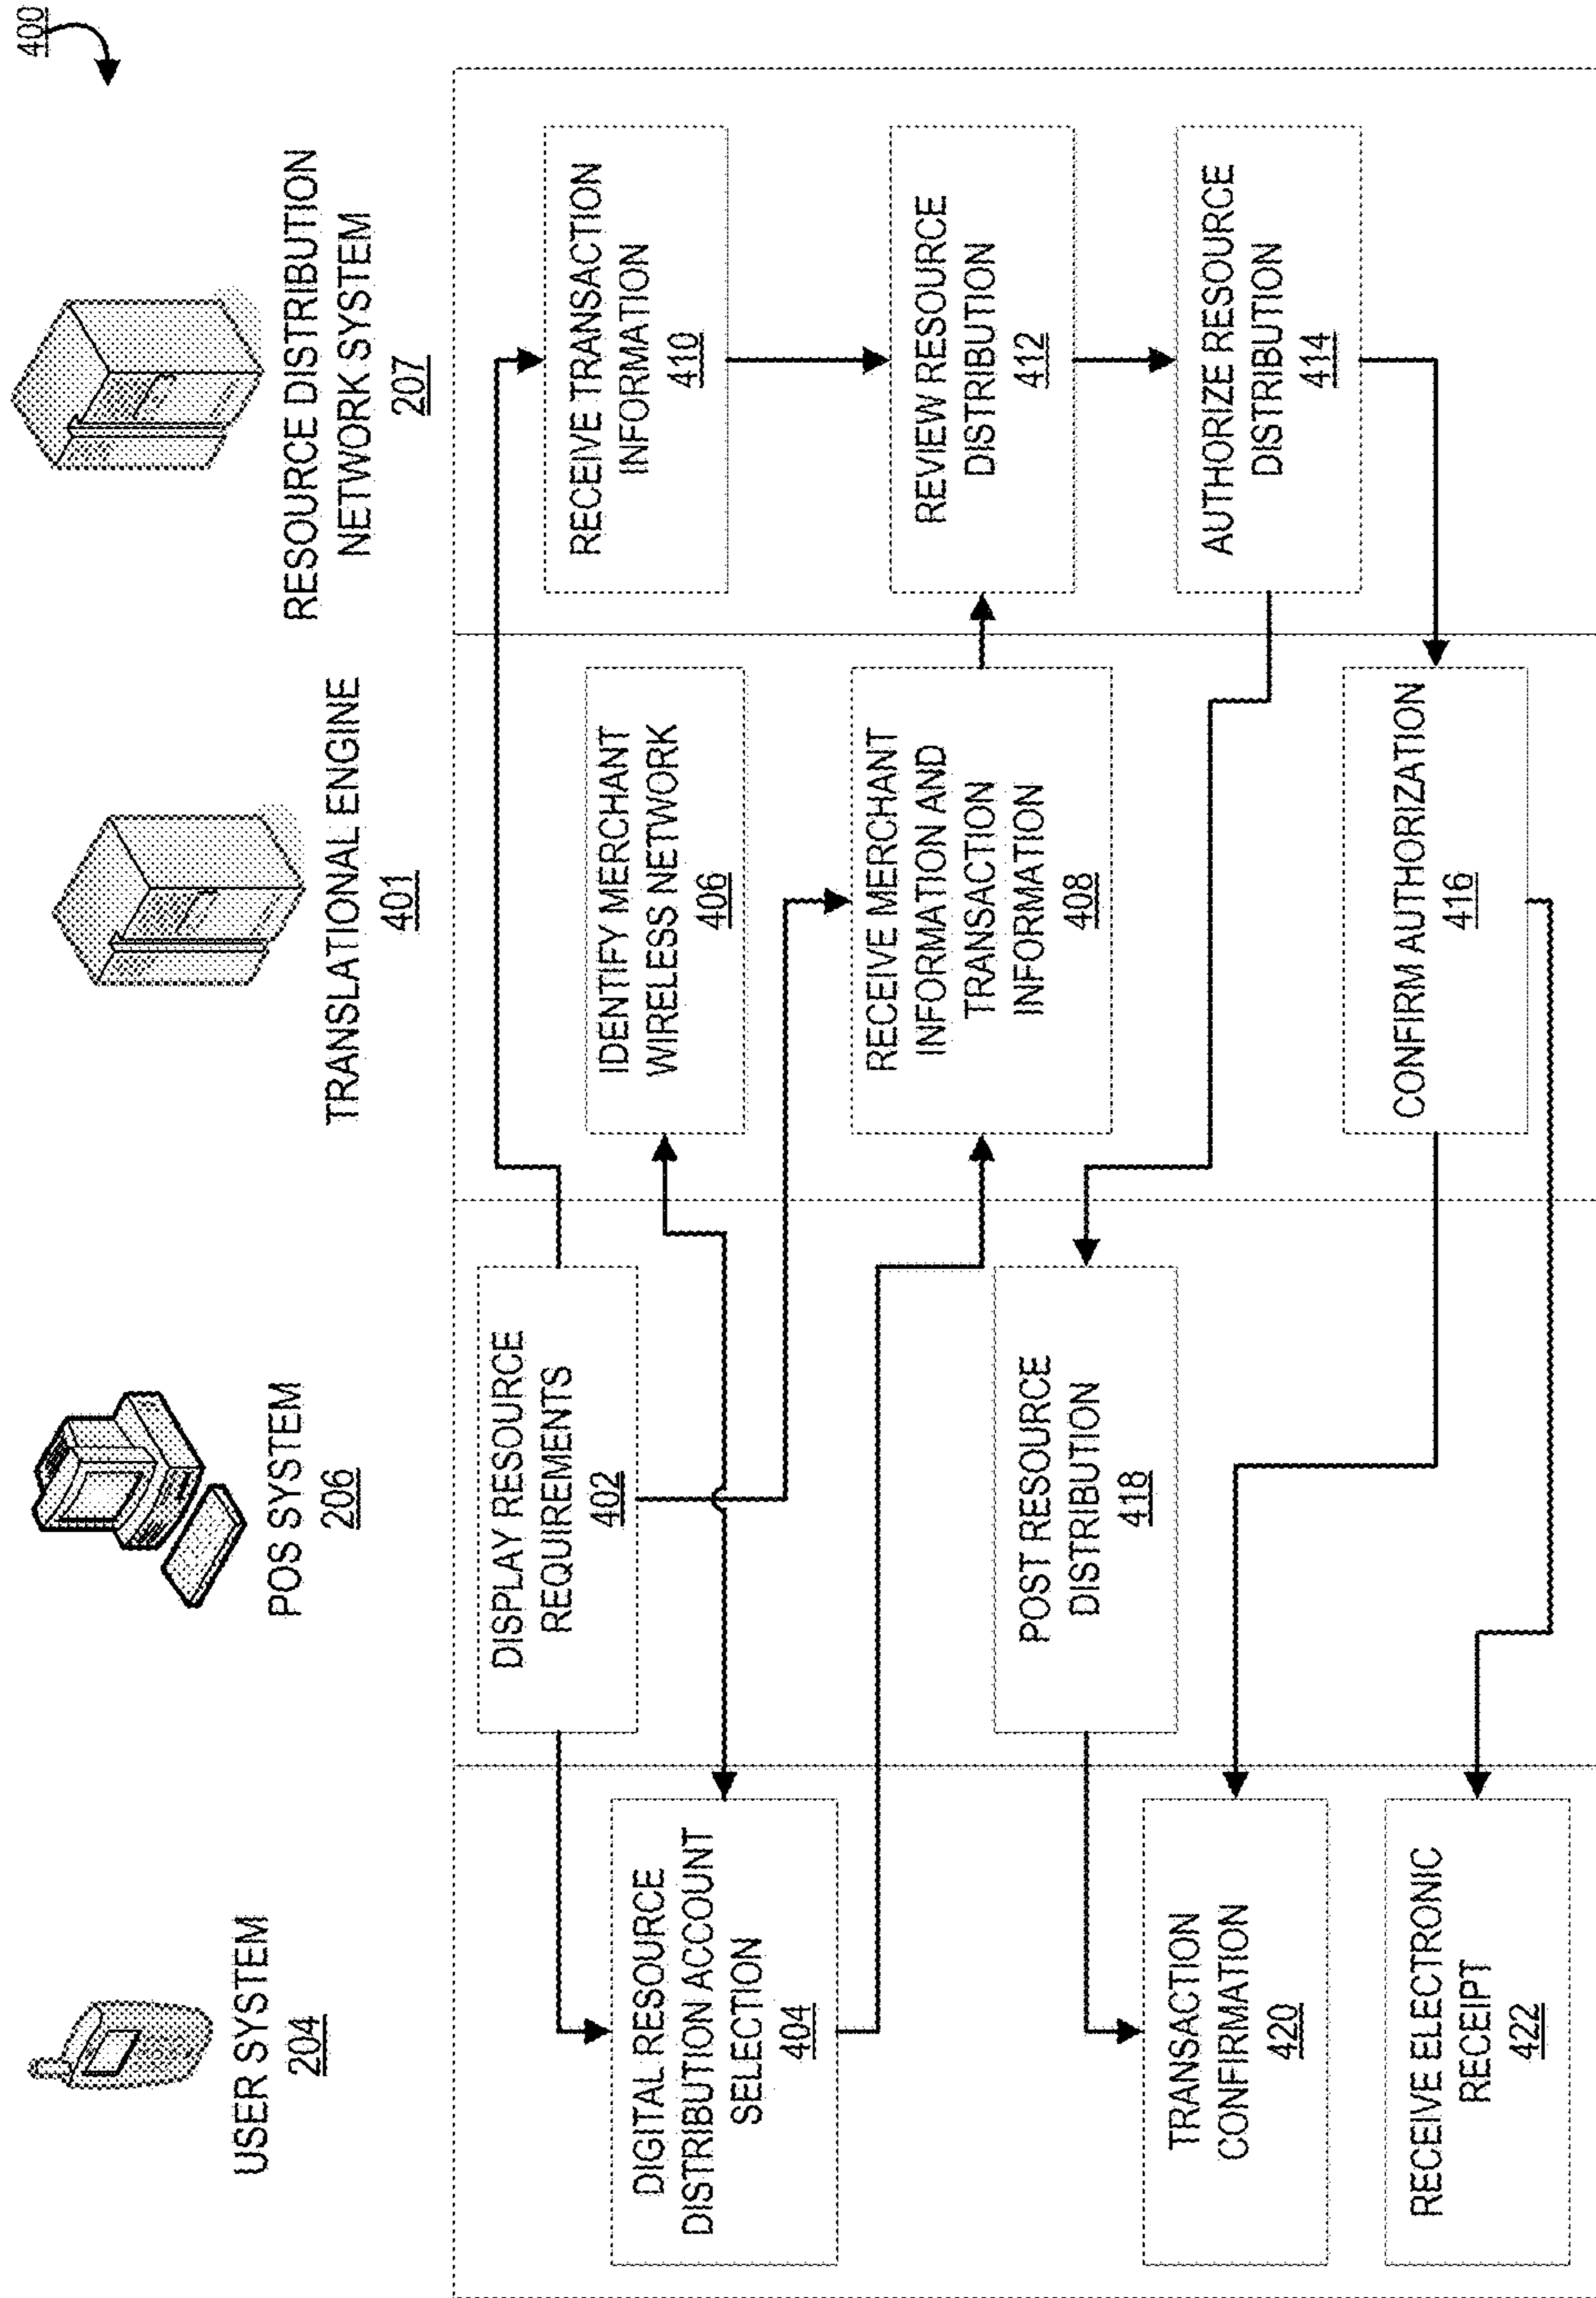 400
USER SYSTEM
204
POS SYSTEM
206
TRANSLATIONAL ENGINE
401
RESOURCE DISTRIBUTION
NETWORK SYSTEM
207
DISPLAY RESOURCE
REQUIREMENTS
402
DIGITAL RESOURCE
DISTRIBUTION ACCOUNT
SELECTION
404
IDENTIFY MERCHANT
WIRELESS NETWORK
406
RECEIVE MERCHANT
INFORMATION AND
TRANSACTION
INFORMATION
408
RECEIVE TRANSACTION
INFORMATION
410
REVIEW RESOURCE
DISTRIBUTION
412
AUTHORIZE RESOURCE
DISTRIBUTION
414
CONFIRM AUTHORIZATION
416
POST RESOURCE
DISTRIBUTION
418
TRANSACTION
CONFIRMATION
420
RECEIVE ELECTRONIC
RECEIPT
422